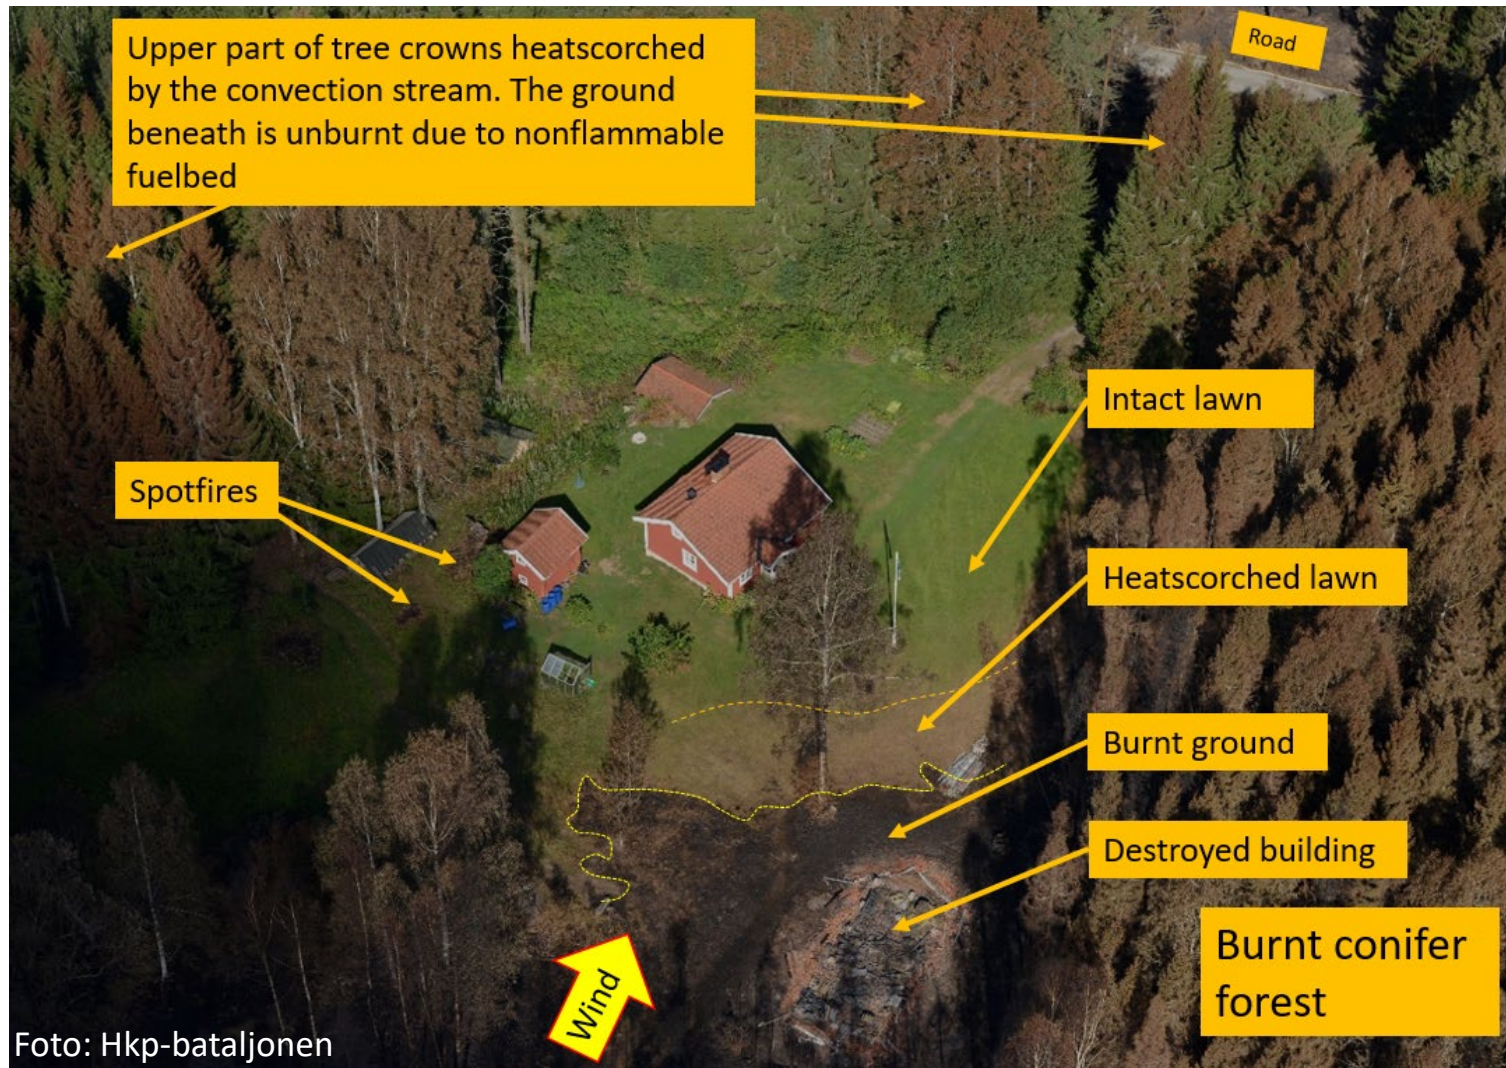 Upper part of tree crowns heatscorched
by the convection stream. The ground
beneath is unburnt due to nonflammable
fuelbed
Road
Intact lawn
Spotfires
Heatscorched lawn
Burnt ground
Destroyed building
Burnt conifer
forest
Wind
Foto: Hkp-bataljonen